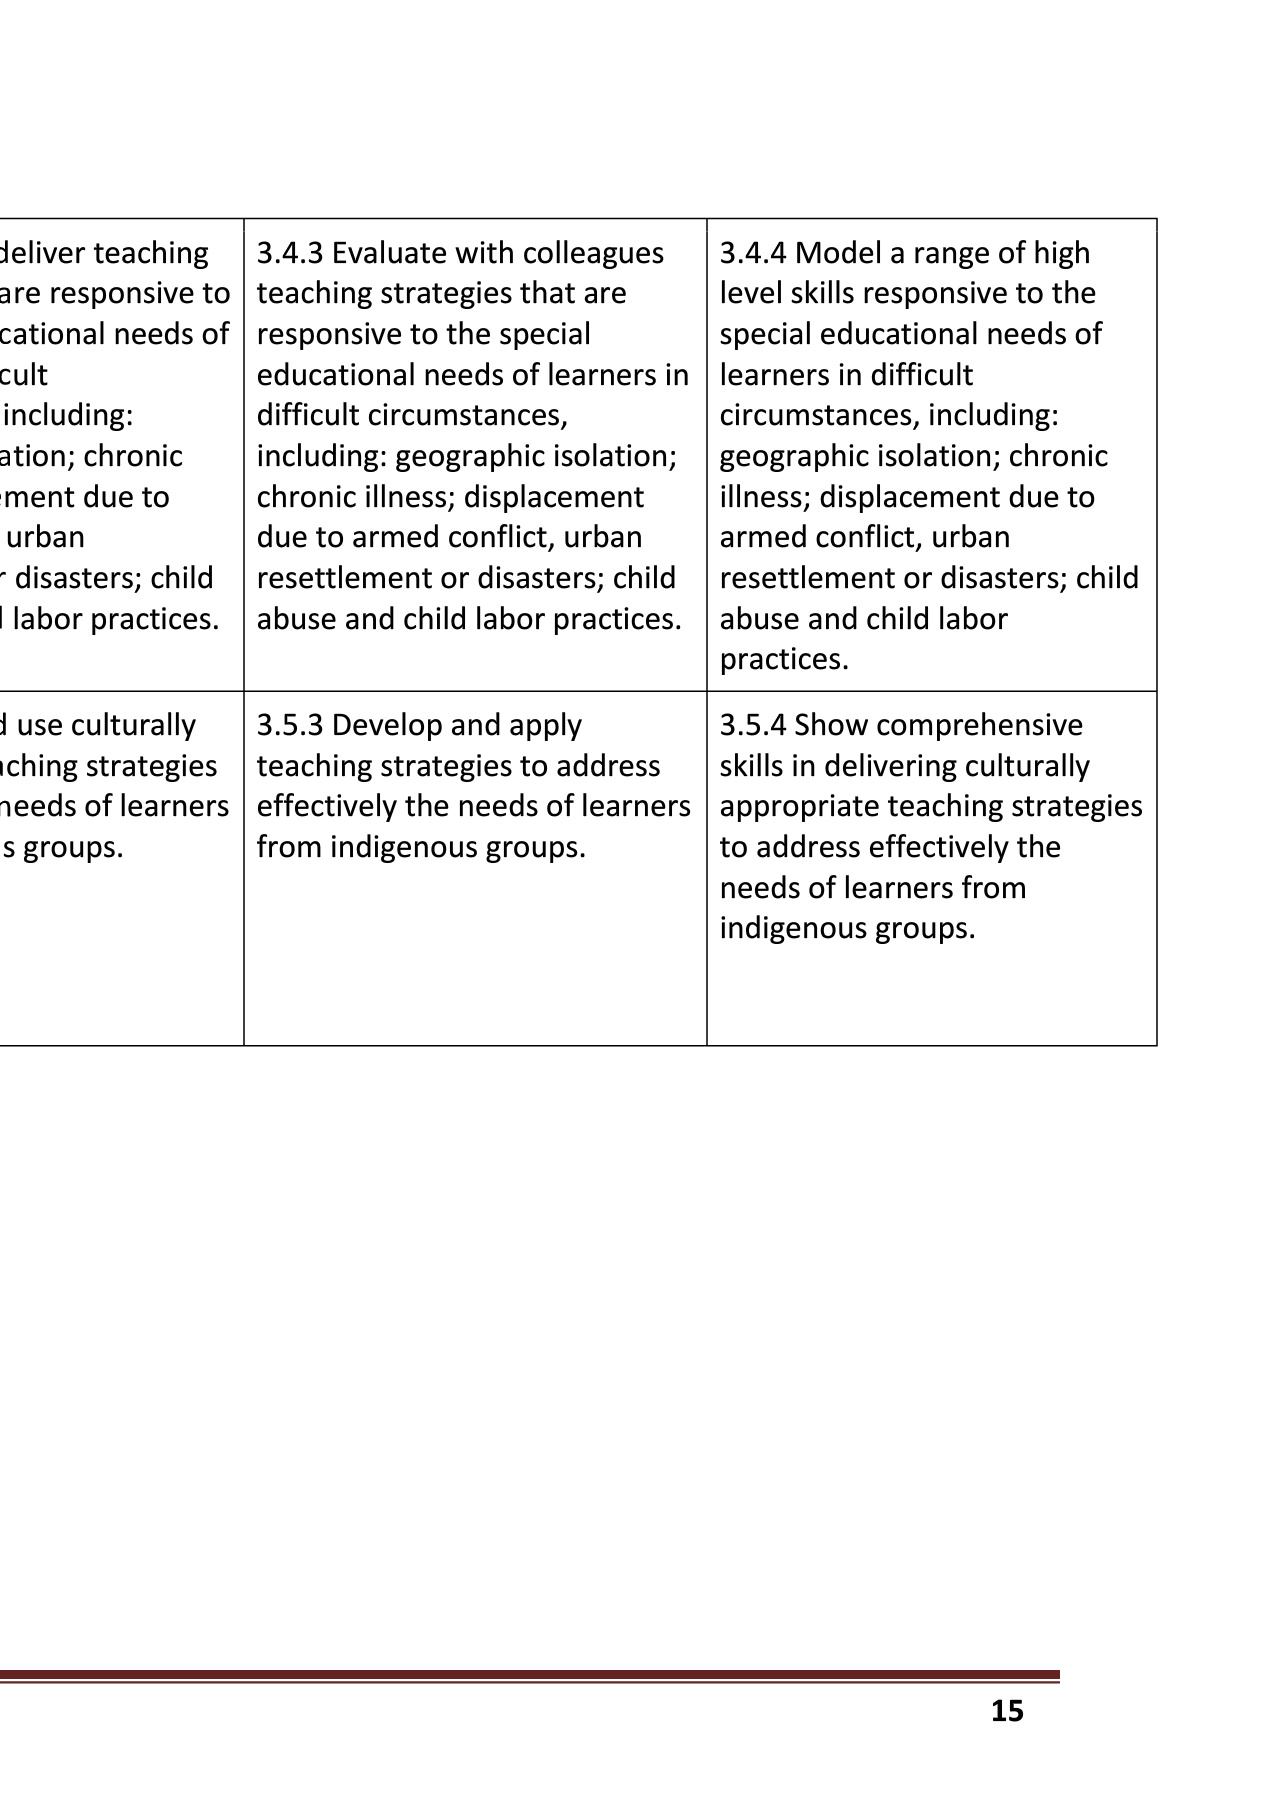 deliver teaching
are responsive to
cational needs of
cult
including:
ation; chronic
ement due to
urban
r disasters; child
labor practices.
3.4.3 Evaluate with colleagues
teaching strategies that are
responsive to the special
educational needs of learners in
difficult circumstances,
including: geographic isolation;
chronic illness; displacement
due to armed conflict, urban
resettlement or disasters; child
abuse and child labor practices.
3.4.4 Model a range of high
level skills responsive to the
special educational needs of
learners in difficult
circumstances, including:
geographic isolation; chronic
illness; displacement due to
armed conflict, urban
resettlement or disasters; child
abuse and child labor
practices.
d use culturally
aching strategies
needs of learners
s groups.
3.5.3 Develop and apply
teaching strategies to address
effectively the needs of learners
from indigenous groups.
3.5.4 Show comprehensive
skills in delivering culturally
appropriate teaching strategies
to address effectively the
needs of learners from
indigenous groups.
15